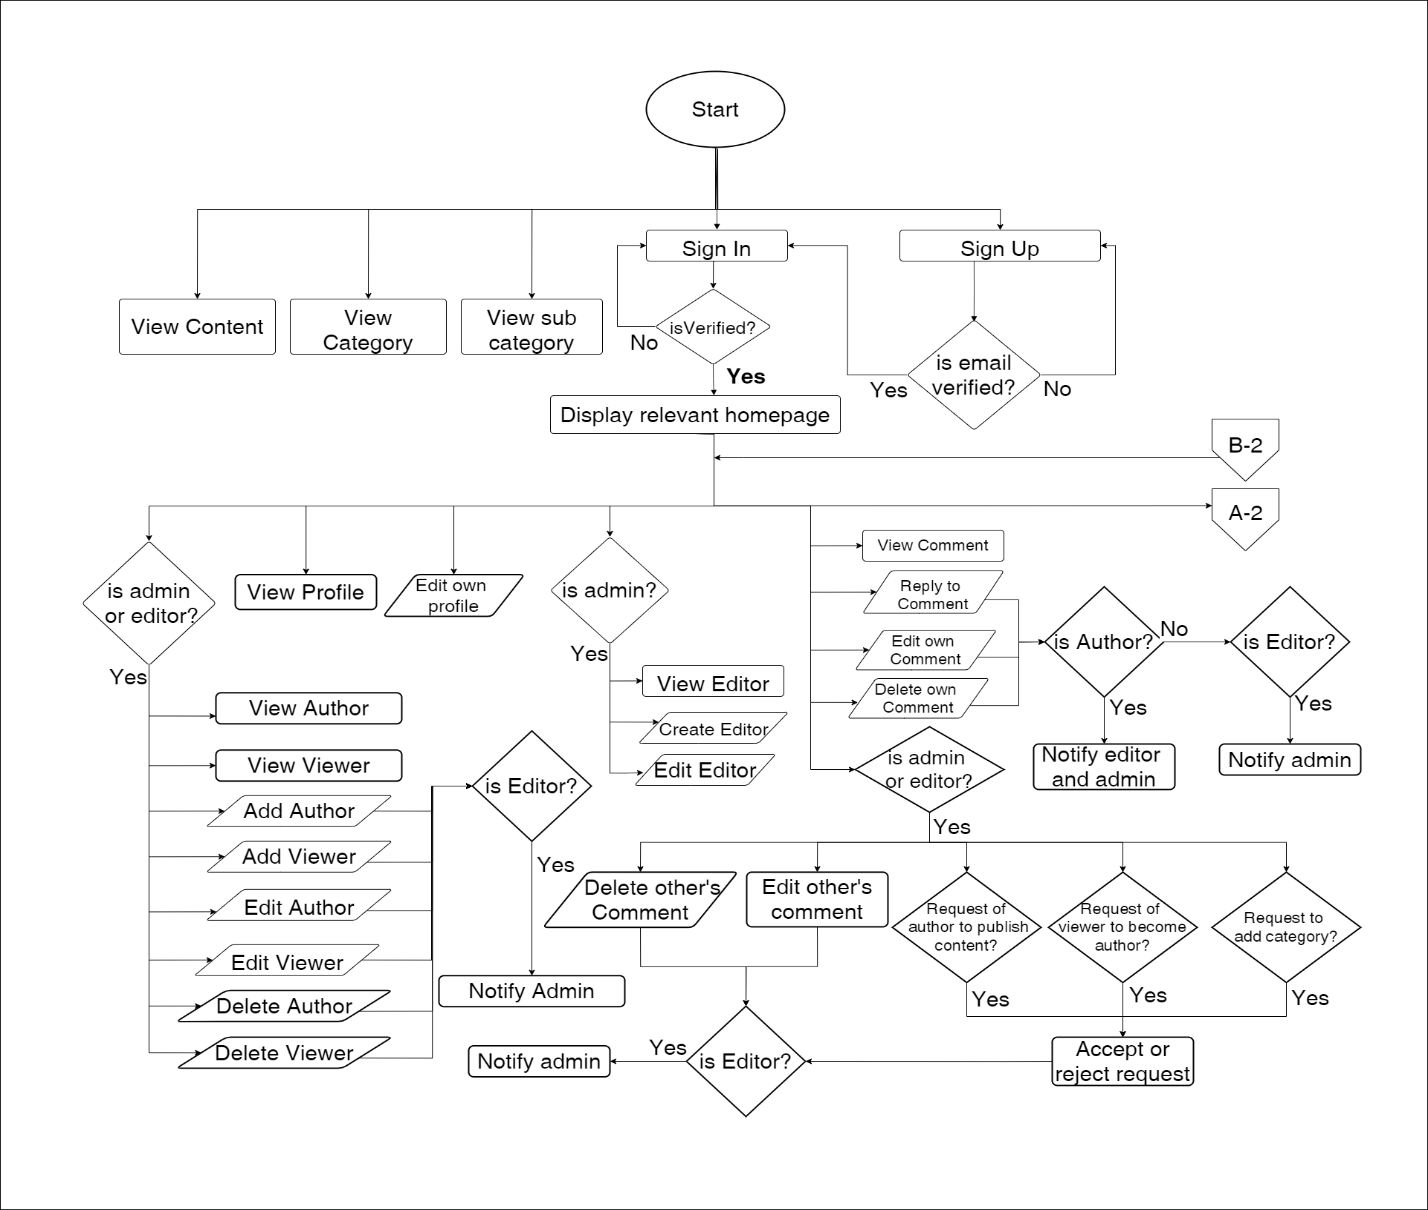 Start
Sign In
Sign Up
View Content
View
Category
View sub
category
isVerified?
No
Yes
is email
verified?
Yes
No
Display relevant homepage
B-2
A-2
is admin
or editor?
Yes
View Profile
Edit own
profile
is admin?
Yes
View Comment
Reply to
Comment
Edit own
Comment
Delete own
Comment
is Author?
No
is Editor?
Yes
Yes
Notify editor
and admin
Notify admin
View Author
View Viewer
Add Author
Add Viewer
Edit Author
Edit Viewer
Delete Author
Delete Viewer
View Editor
Create Editor
Edit Editor
is Editor?
Yes
Notify Admin
is admin
or editor?
Yes
Delete other's
Comment
Edit other's
comment
Request of
author to publish
content?
Request of
viewer to become
author?
Request to
add category?
Yes
Yes
Yes
Accept or
reject request
is Editor?
Yes
Notify admin